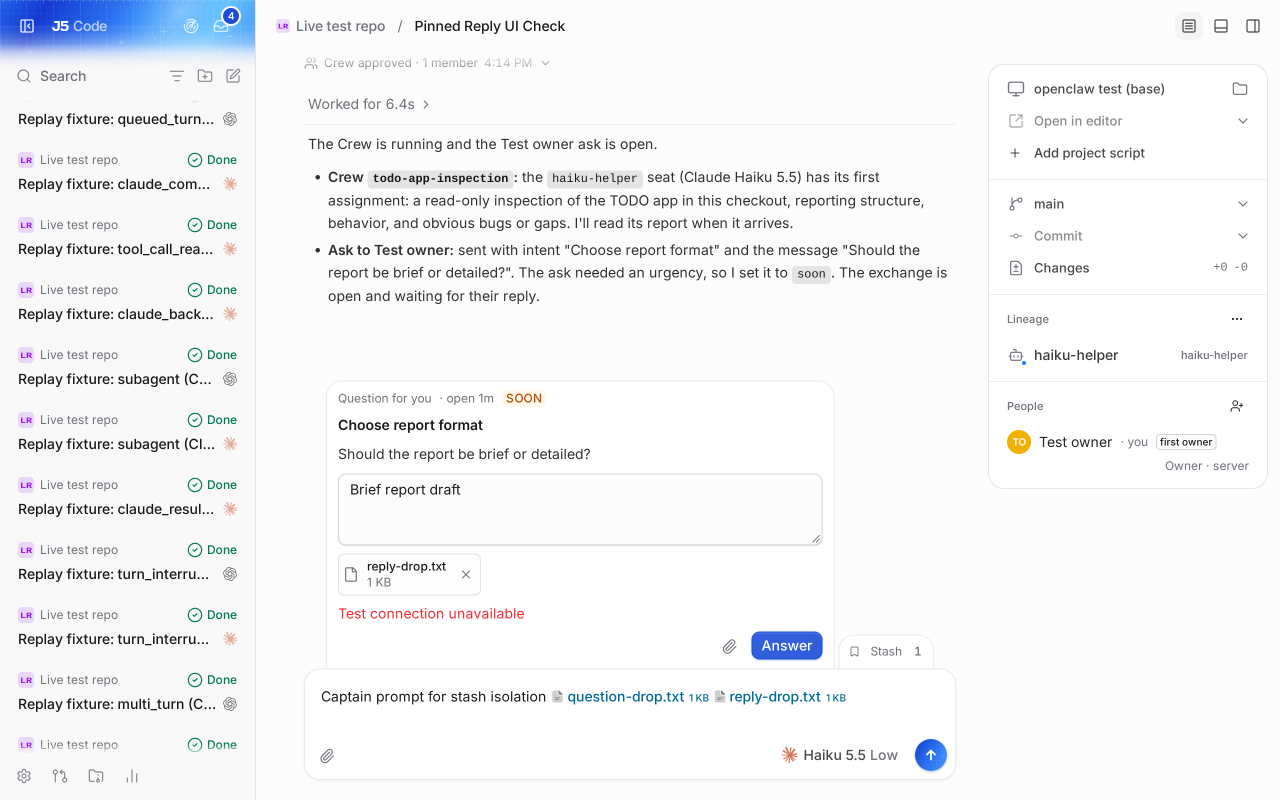 J5 Code
4
Search
Replay fixture: queued_turn...
LR Live test repo Done
Replay fixture: claude_com...
LR Live test repo Done
Replay fixture: tool_call_rea...
LR Live test repo Done
Replay fixture: claude_back...
LR Live test repo Done
Replay fixture: subagent (C...
LR Live test repo Done
Replay fixture: subagent (Cl...
LR Live test repo Done
Replay fixture: claude_resul...
LR Live test repo Done
Replay fixture: turn_interru...
LR Live test repo Done
Replay fixture: turn_interru...
LR Live test repo Done
Replay fixture: multi_turn (C...
LR Live test repo Done
LR Live test repo / Pinned Reply UI Check
Crew approved · 1 member 4:14 PM
Worked for 6.4s
The Crew is running and the Test owner ask is open.
• Crew todo-app-inspection: the haiku-helper seat (Claude Haiku 5.5) has its first
assignment: a read-only inspection of the TODO app in this checkout, reporting structure,
behavior, and obvious bugs or gaps. I'll read its report when it arrives.
• Ask to Test owner: sent with intent "Choose report format" and the message "Should the
report be brief or detailed?". The ask needed an urgency, so I set it to soon. The exchange is
open and waiting for their reply.
Question for you · open 1m SOON
Choose report format
Should the report be brief or detailed?
Brief report draft
reply-drop.txt
1 KB
Test connection unavailable
Answer
Stash 1
Captain prompt for stash isolation question-drop.txt 1KB reply-drop.txt 1KB
Haiku 5.5 Low
openclaw test (base)
Open in editor
Add project script
main
Commit
Changes +0 -0
Lineage
haiku-helper haiku-helper
People
TO Test owner · you first owner
Owner · server